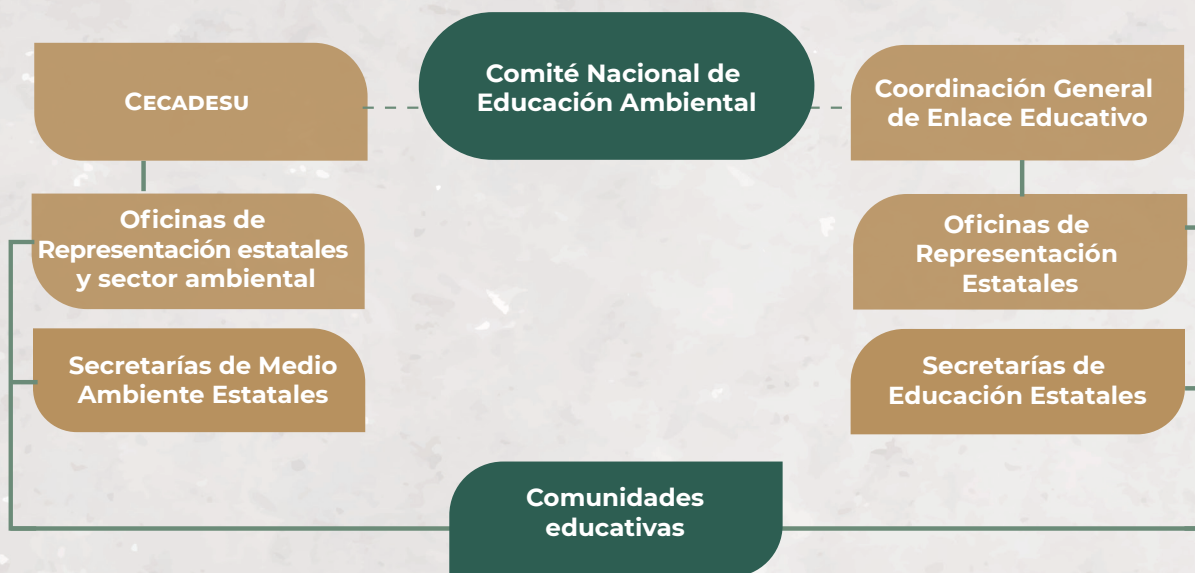 CECADESU
Comité Nacional de
Educación Ambiental
Coordinación General
de Enlace Educativo
Oficinas de
Representación estatales
y sector ambiental
Oficinas de
Representación
Estatales
Secretarías de Medio
Ambiente Estatales
Secretarías de
Educación Estatales
Comunidades
educativas